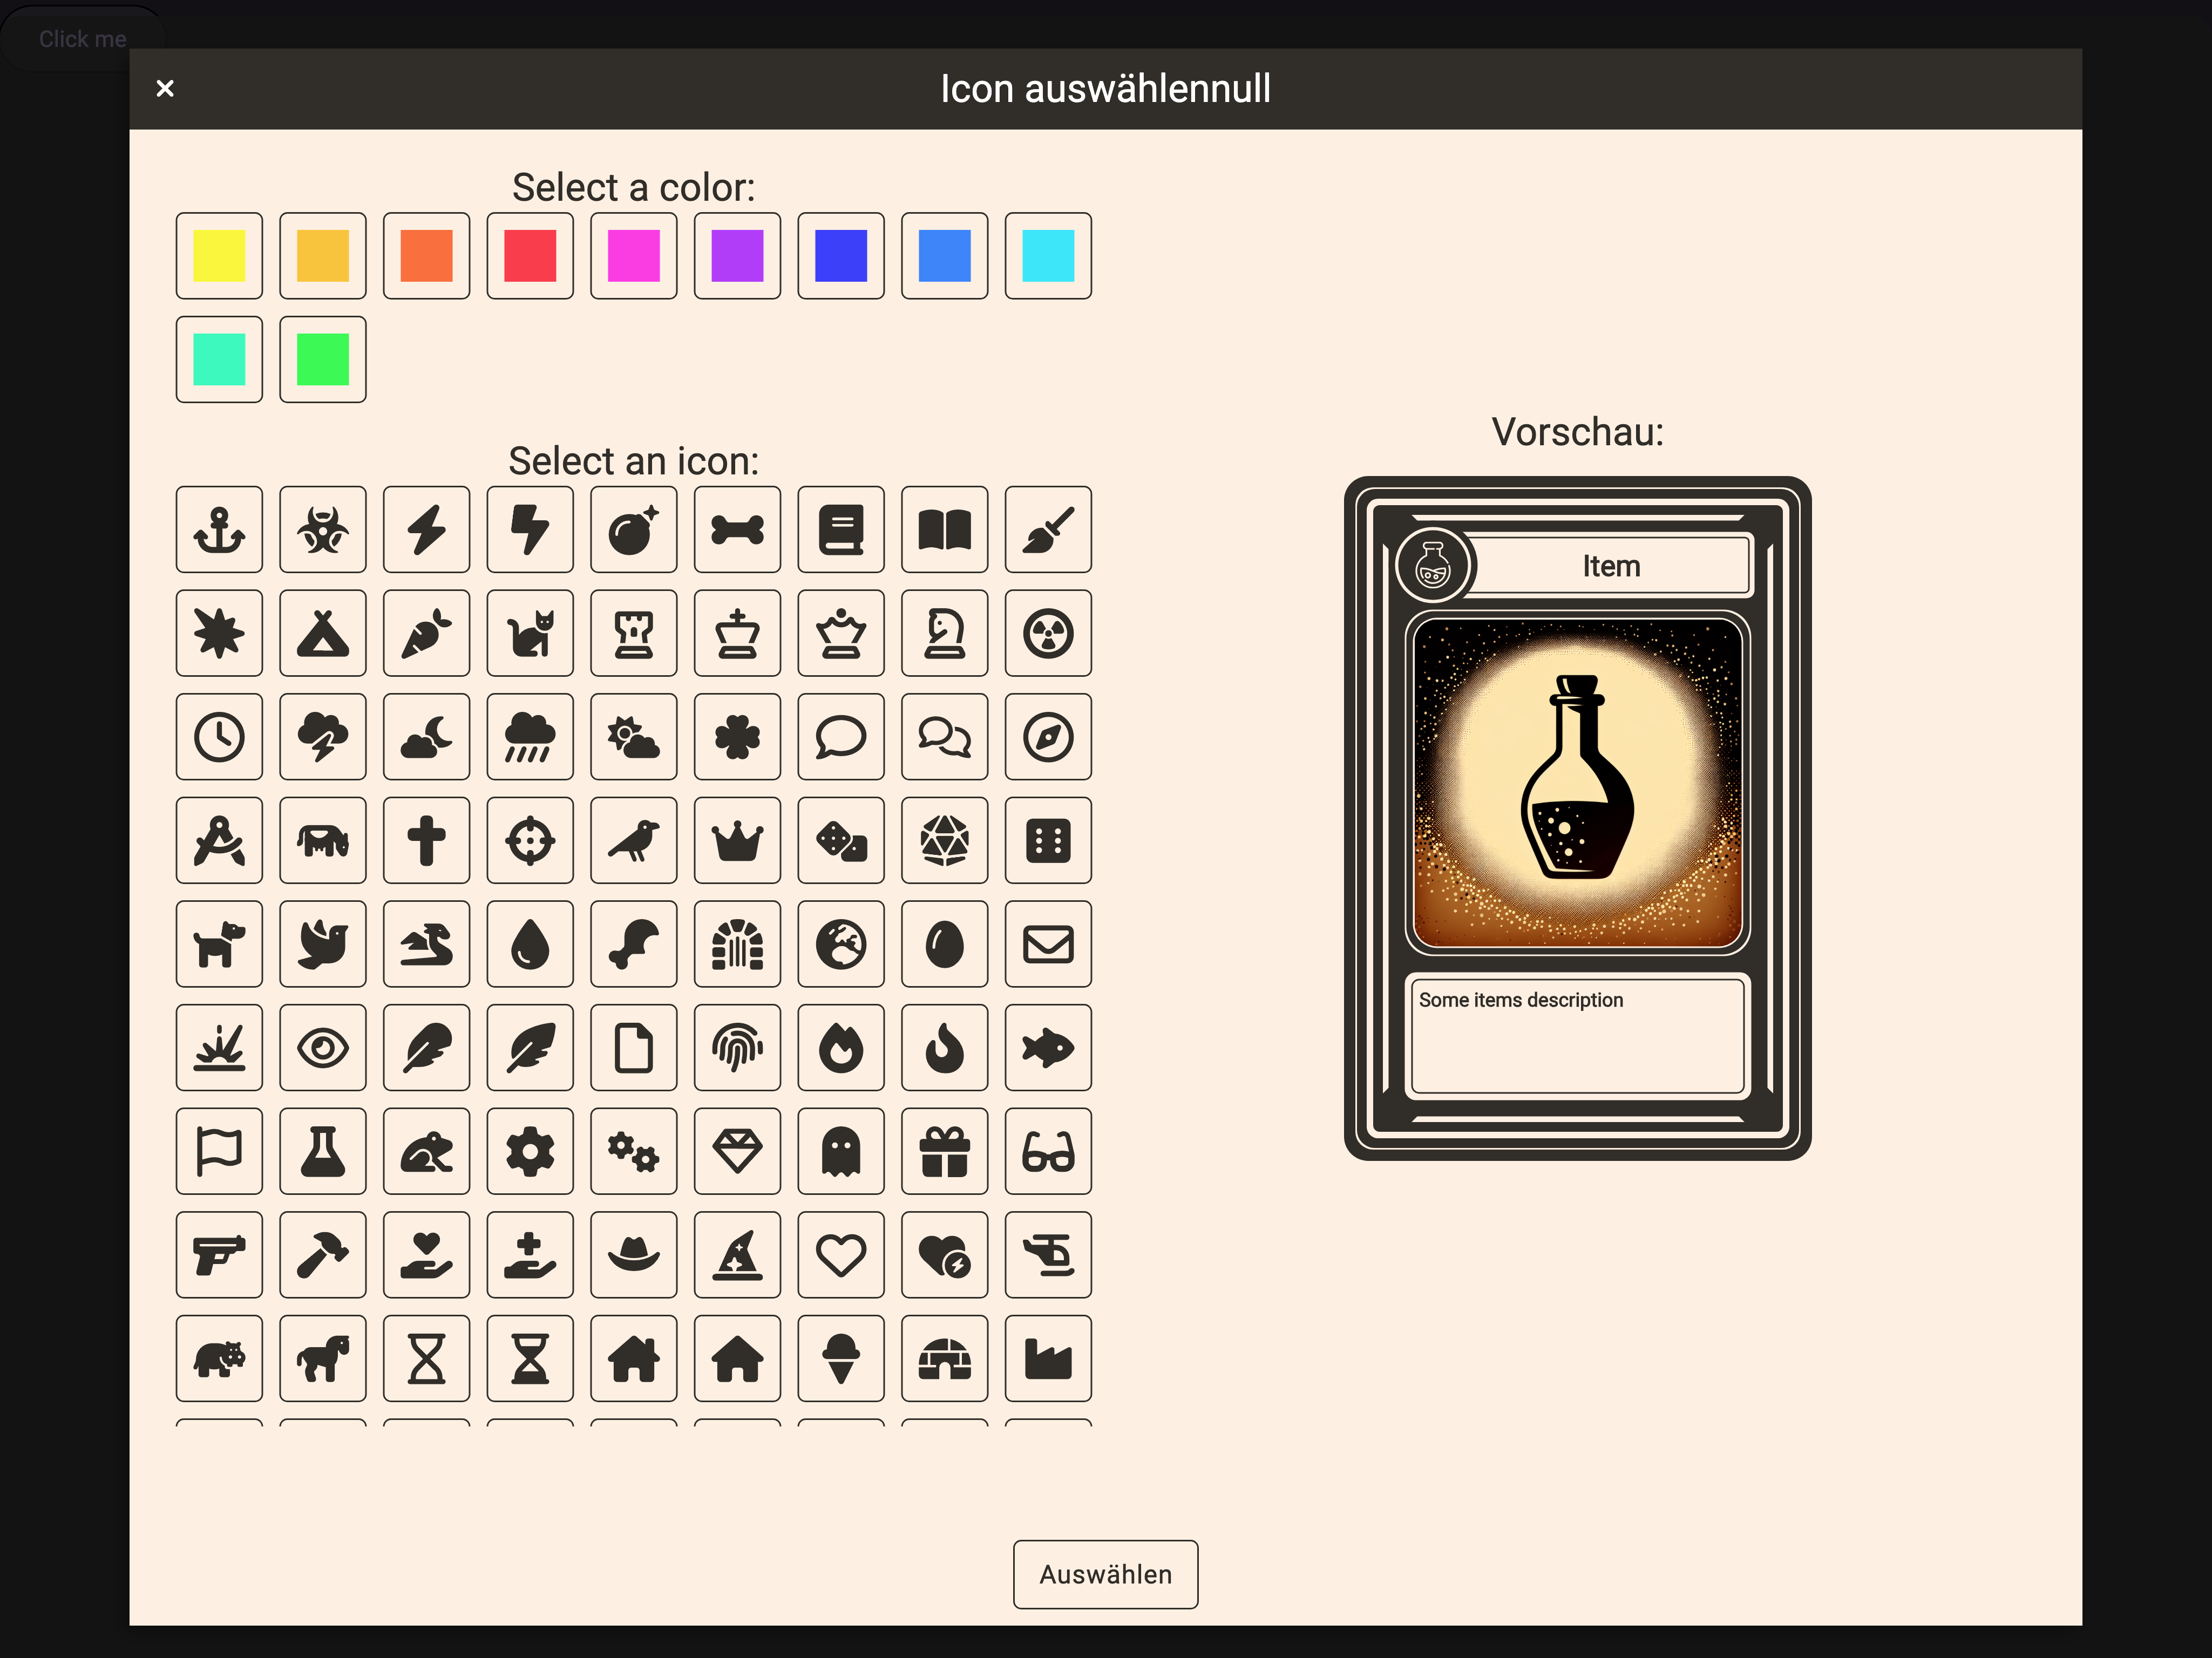 Click me
Icon auswählennull
Select a color:
Select an icon:
Vorschau:
Item
Some items description
Auswählen